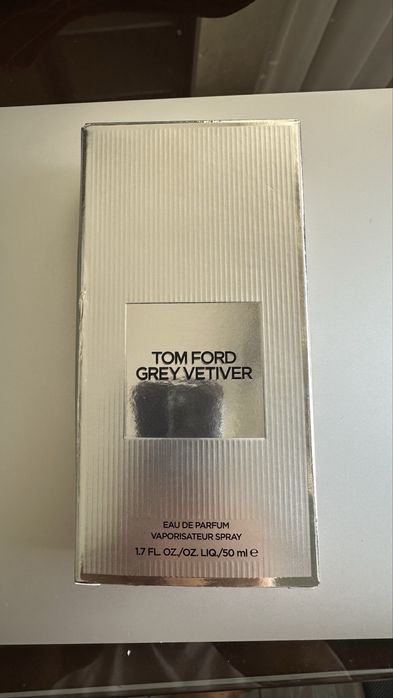 TOM FORD
GREY VETIVER
EAU DE PARFUM
VAPORISATEUR SPRAY
1.7 FL. OZ./OZ. LIQ./50 ml ℮